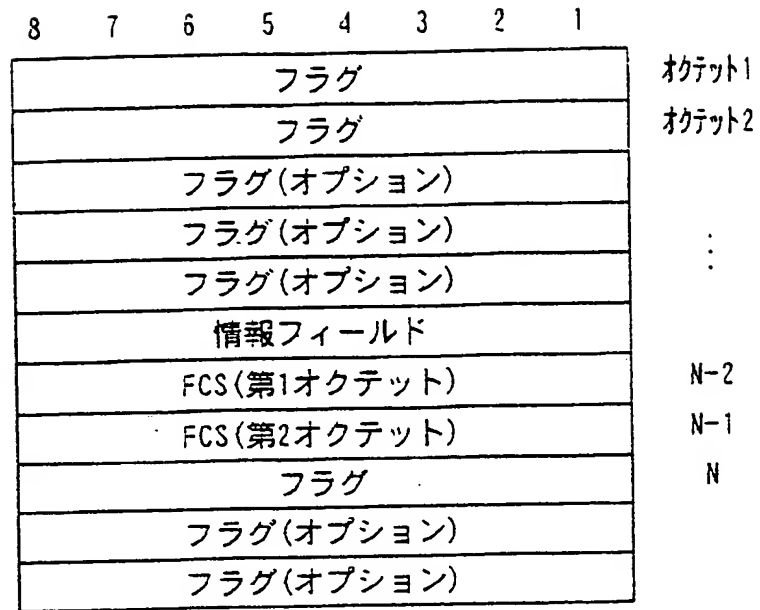 8 7 6 5 4 3 2 1
フラグ オクテット1
フラグ オクテット2
フラグ(オプション)
フラグ(オプション)
フラグ(オプション)
情報フィールド
FCS(第1オクテット) N-2
FCS(第2オクテット) N-1
フラグ N
フラグ(オプション)
フラグ(オプション)